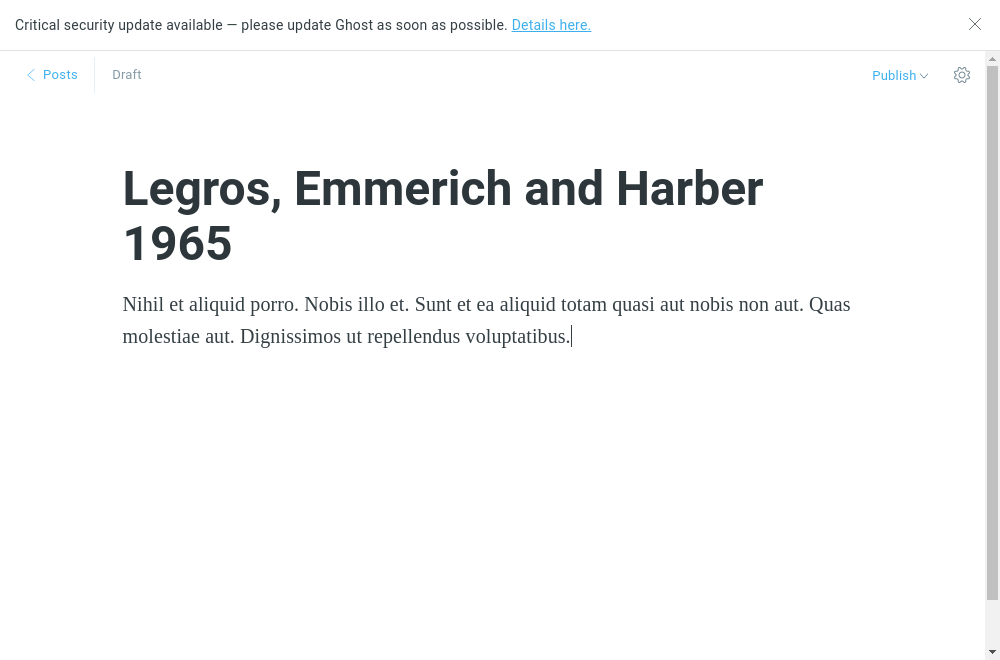 Critical security update available — please update Ghost as soon as possible. Details here.
Posts
Draft
Publish
Legros, Emmerich and Harber
1965
Nihil et aliquid porro. Nobis illo et. Sunt et ea aliquid totam quasi aut nobis non aut. Quas
molestiae aut. Dignissimos ut repellendus voluptatibus.